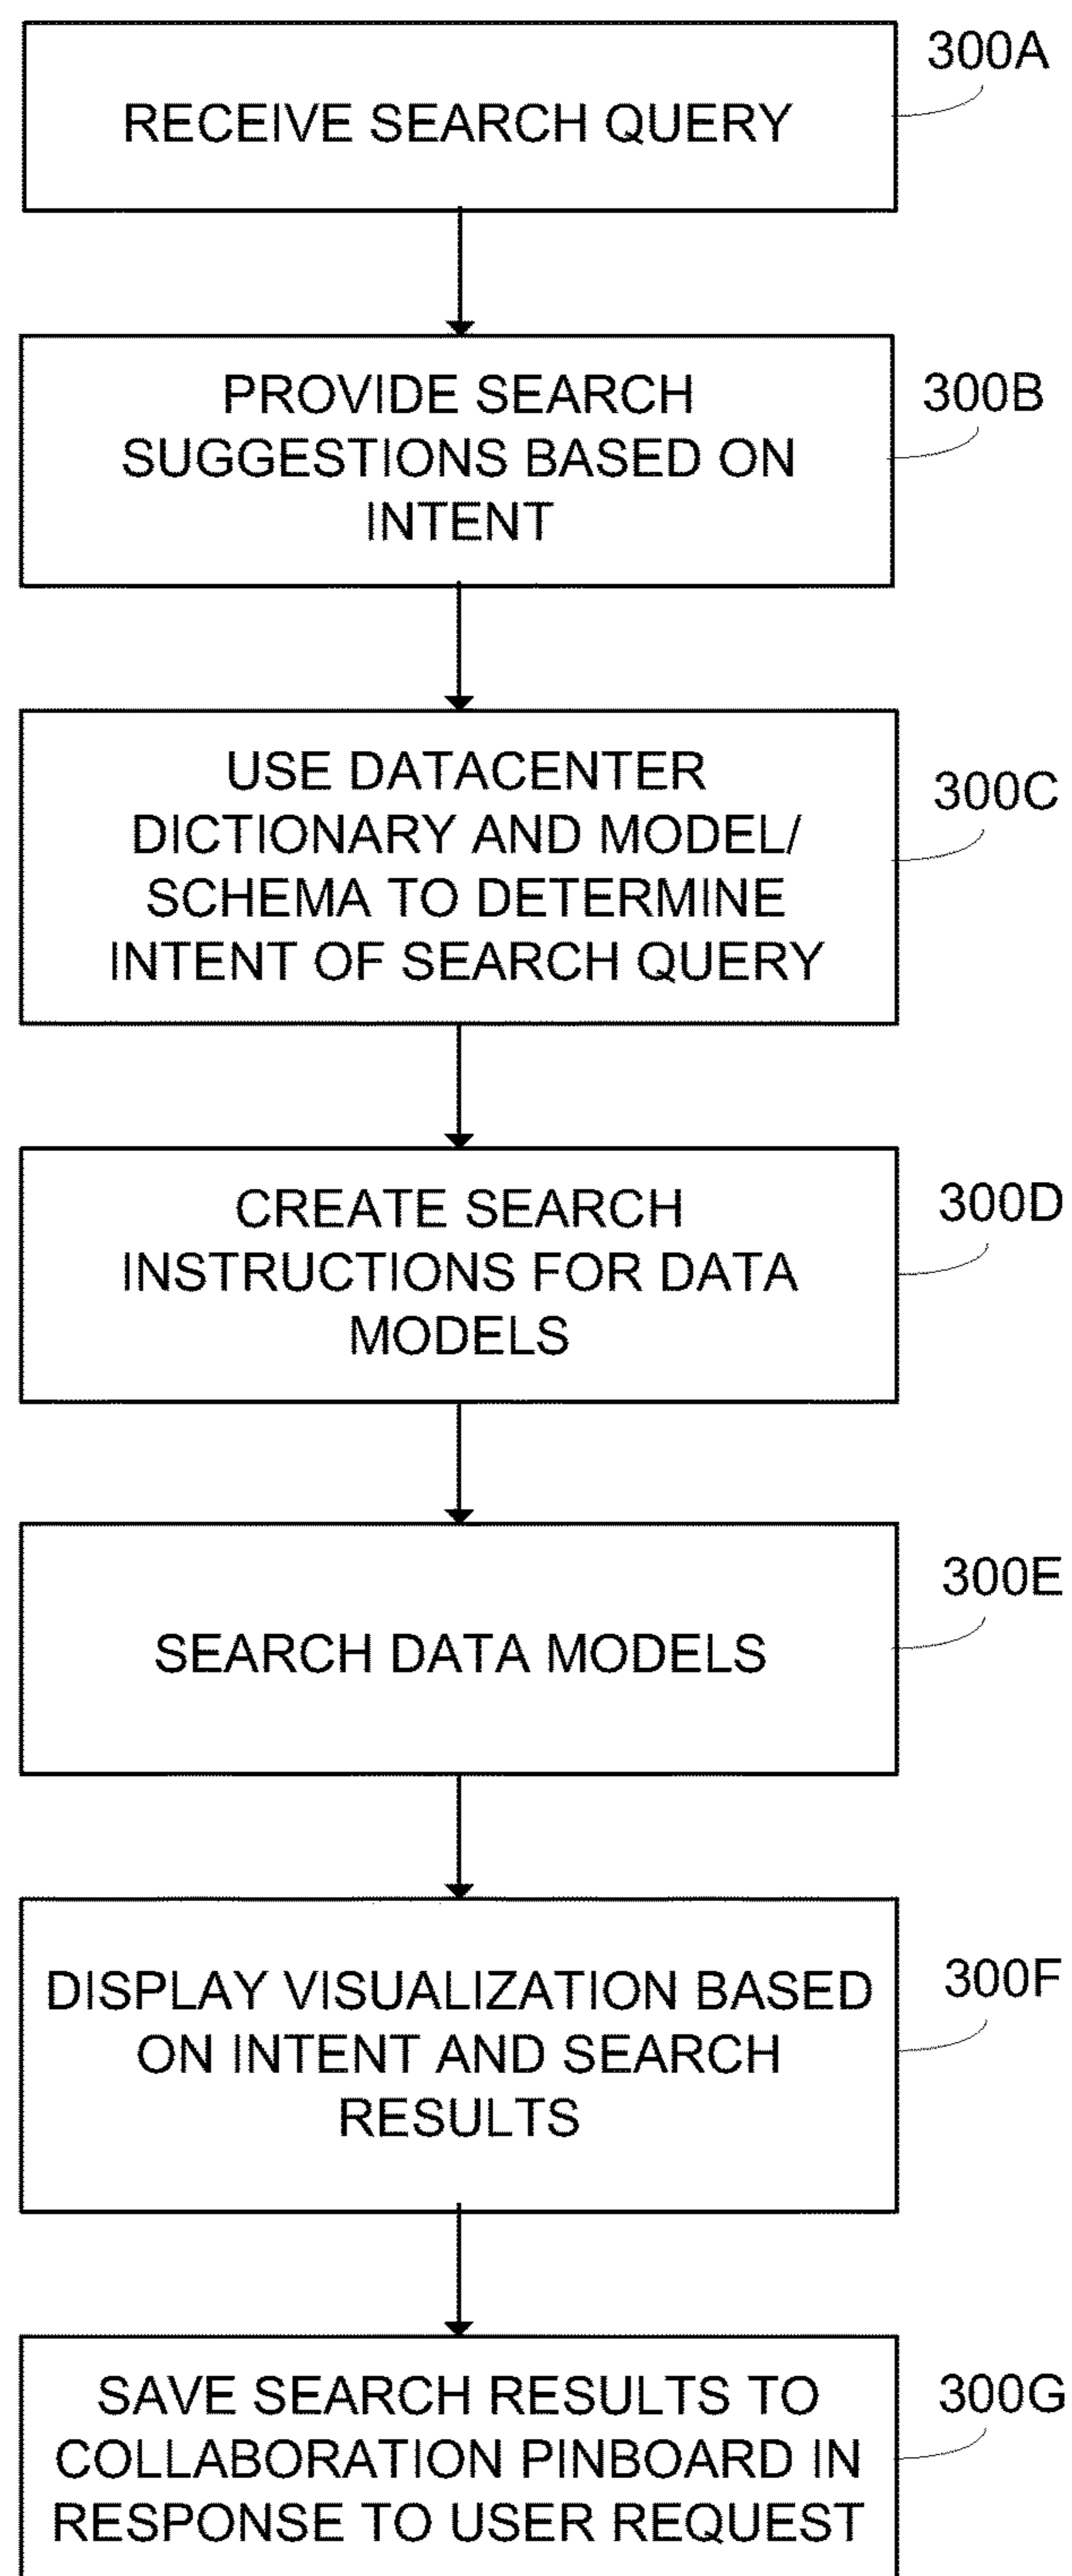 300A
RECEIVE SEARCH QUERY
300B
PROVIDE SEARCH
SUGGESTIONS BASED ON
INTENT
300C
USE DATACENTER
DICTIONARY AND MODEL/
SCHEMA TO DETERMINE
INTENT OF SEARCH QUERY
300D
CREATE SEARCH
INSTRUCTIONS FOR DATA
MODELS
300E
SEARCH DATA MODELS
300F
DISPLAY VISUALIZATION BASED
ON INTENT AND SEARCH
RESULTS
300G
SAVE SEARCH RESULTS TO
COLLABORATION PINBOARD IN
RESPONSE TO USER REQUEST